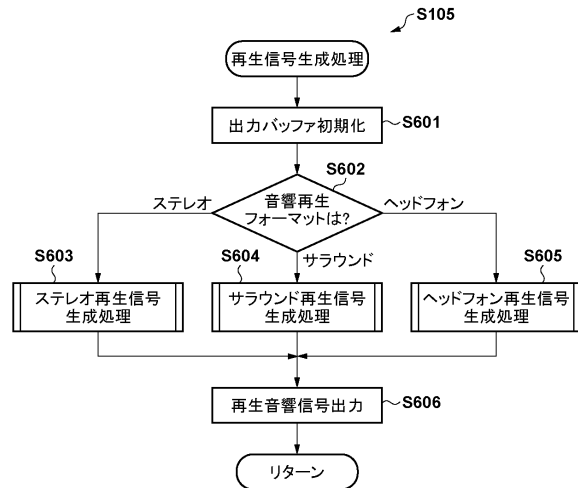 S105
再生信号生成処理
出力バッファ初期化
S601
S602
音響再生
フォーマットは?
ステレオ
ヘッドフォン
サラウンド
S603
ステレオ再生信号
生成処理
S604
サラウンド再生信号
生成処理
S605
ヘッドフォン再生信号
生成処理
再生音響信号出力
S606
リターン